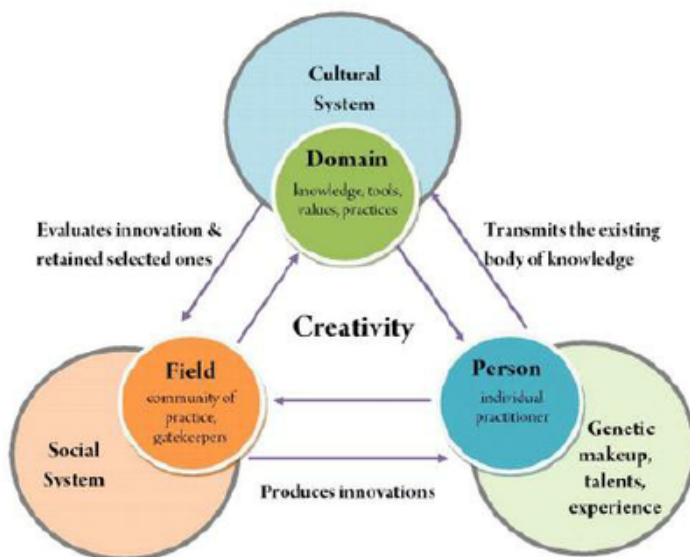 Cultural
System
Domain
knowledge, tools,
values, practices
Evaluates innovation &
retained selected ones
Transmits the existing
body of knowledge
Creativity
Field
community of
practice,
gatekeepers
Person
individual
practitioner
Social
System
Genetic
makeup,
talents,
experience
Produces innovations